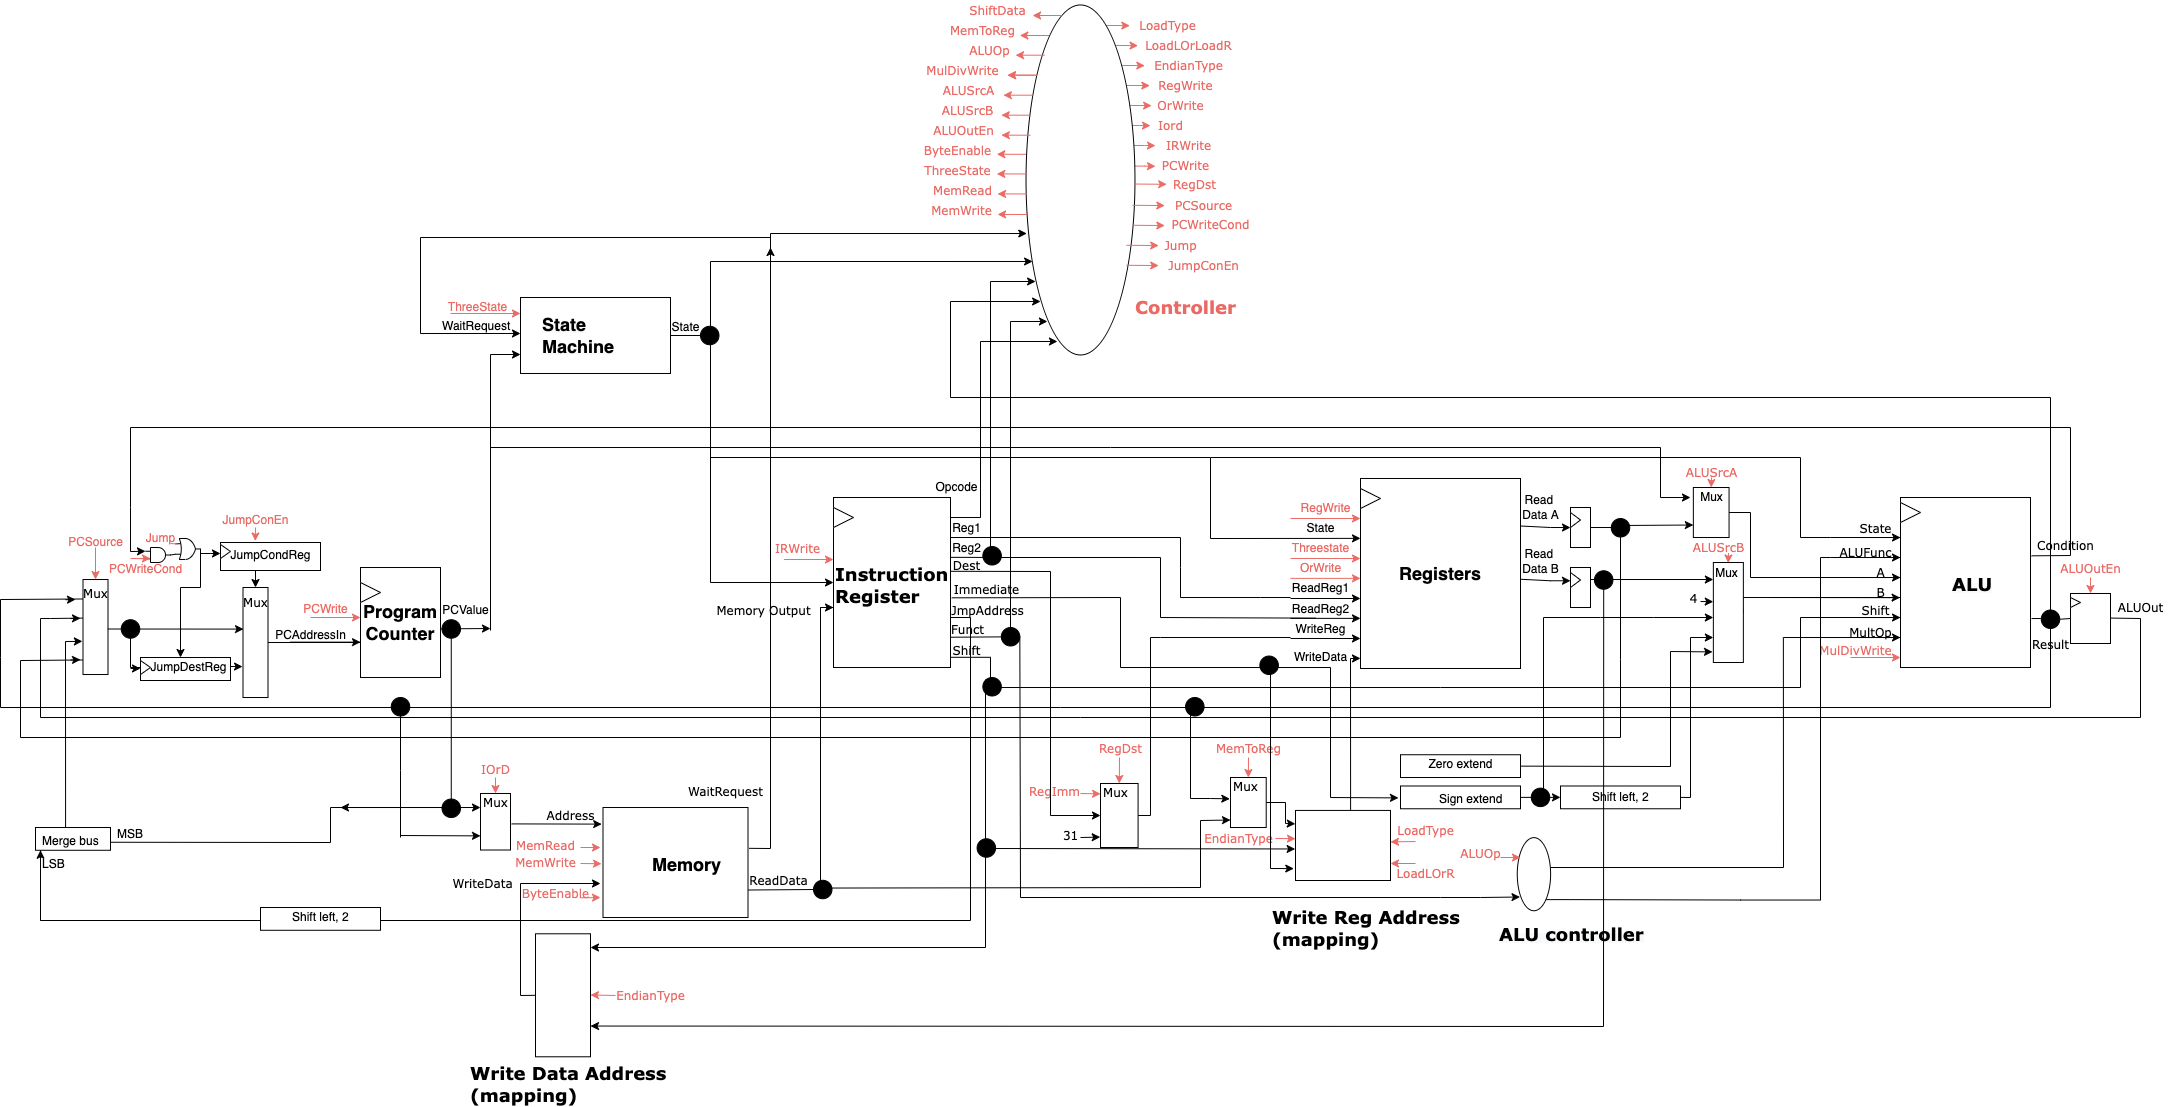 ShiftData
MemToReg
ALUOp
MulDivWrite
ALUSrcA
ALUSrcB
ALUOutEn
ByteEnable
ThreeState
MemRead
MemWrite
LoadType
LoadLOrLoadR
EndianType
RegWrite
OrWrite
Iord
IRWrite
PCWrite
RegDst
PCSource
PCWriteCond
Jump
JumpConEn
Controller
ThreeState
WaitRequest
State
Machine
State
PCSource
Jump
PCWriteCond
JumpConEn
JumpCondReg
Mux
JumpDestReg
Mux
PCAddressIn
PCWrite
Program
Counter
PCValue
IRWrite
Memory Output
Instruction
Register
Opcode
Reg1
Reg2
Dest
Immediate
JmpAddress
Funct
Shift
RegWrite
State
Threestate
OrWrite
ReadReg1
ReadReg2
WriteReg
WriteData
Registers
Read
Data A
Read
Data B
ALUSrcA
Mux
ALUSrcB
Mux
4
State
ALUFunc
A
B
Shift
MultOp
MulDivWrite
ALU
Condition
Result
ALUOutEn
ALUOut
Merge bus
MSB
LSB
Shift left, 2
IOrD
Mux
Address
MemRead
MemWrite
WriteData
ByteEnable
Memory
WaitRequest
ReadData
EndianType
Write Data Address
(mapping)
RegDst
RegImm
Mux
31
MemToReg
Mux
EndianType
LoadType
LoadLOrR
Write Reg Address
(mapping)
Zero extend
Sign extend
Shift left, 2
ALUOp
ALU controller